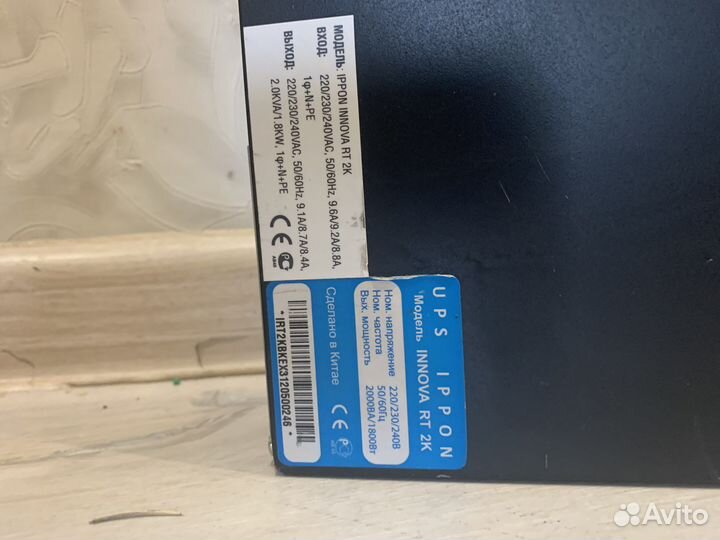 МОДЕЛЬ: IPPON INNOVA RT 2K
ВХОД: 220/230/240VAC, 50/60Hz, 9.6A/9.2A/8.8A,
1φ+N+PE
ВЫХОД: 220/230/240VAC, 50/60Hz, 9.1A/8.7A/8.4A,
2.0KVA/1.8KW, 1φ+N+PE
CE
UPS IPPON
Модель INNOVA RT 2K
Ном. напряжение 220/230/240В
Ном. частота 50/60Гц
Вых. мощность 2000ВА/1800Вт
Сделано в Китае
CE
*IRT2KBKEX3120500246*
Avito